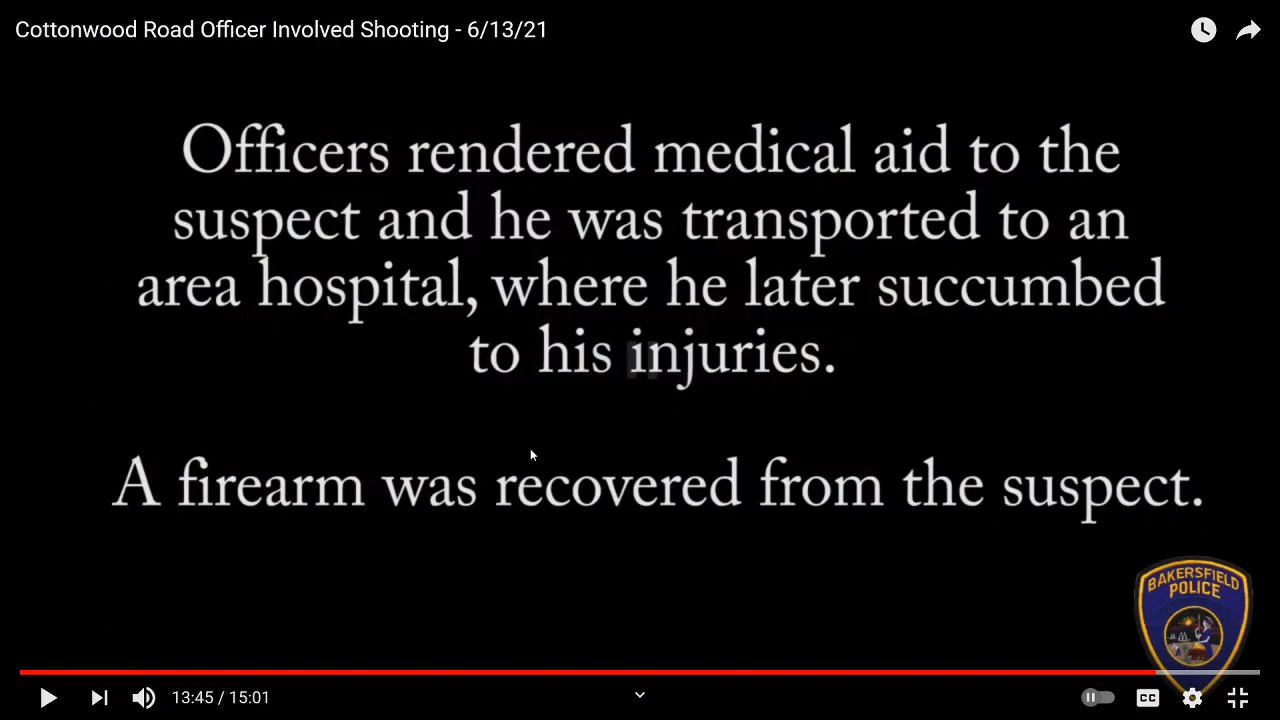 Cottonwood Road Officer Involved Shooting - 6/13/21
Officers rendered medical aid to the
suspect and he was transported to an
area hospital, where he later succumbed
to his injuries.
A firearm was recovered from the suspect.
BAKERSFIELD
POLICE
13:45 / 15:01
CC